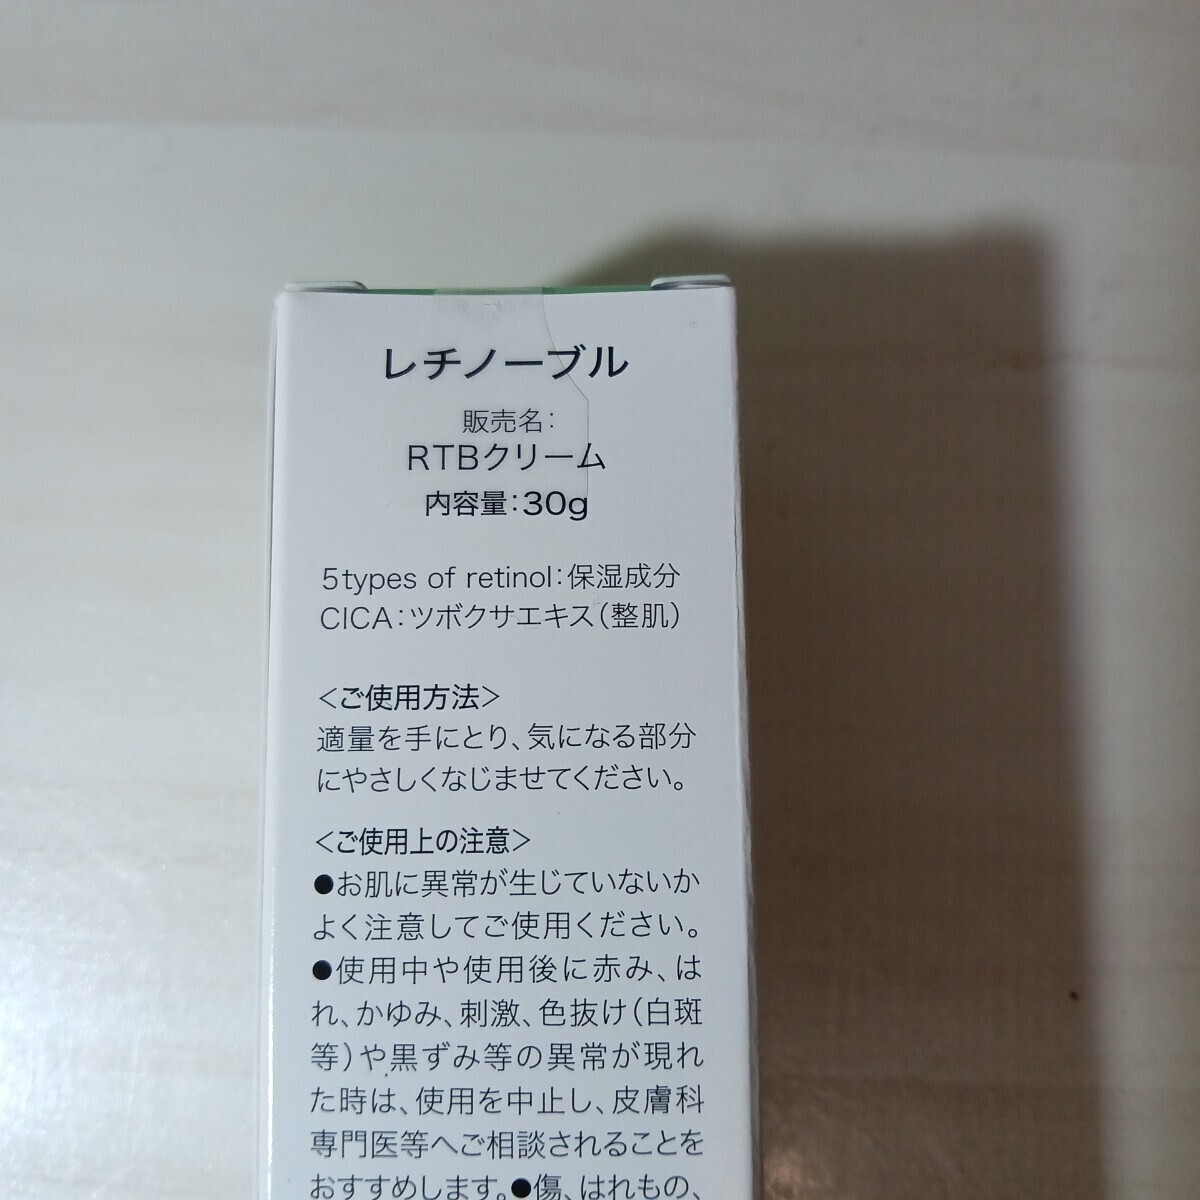 レチノーブル
販売名：
RTBクリーム
内容量：30g
5types of retinol：保湿成分
CICA：ツボクサエキス（整肌）
＜ご使用方法＞
適量を手にとり、気になる部分
にやさしくなじませてください。
＜ご使用上の注意＞
●お肌に異常が生じていないか
よく注意してご使用ください。
●使用中や使用後に赤み、は
れ、かゆみ、刺激、色抜け（白斑
等）や黒ずみ等の異常が現れ
た時は、使用を中止し、皮膚科
専門医等へご相談されることを
おすすめします。●傷、はれもの、